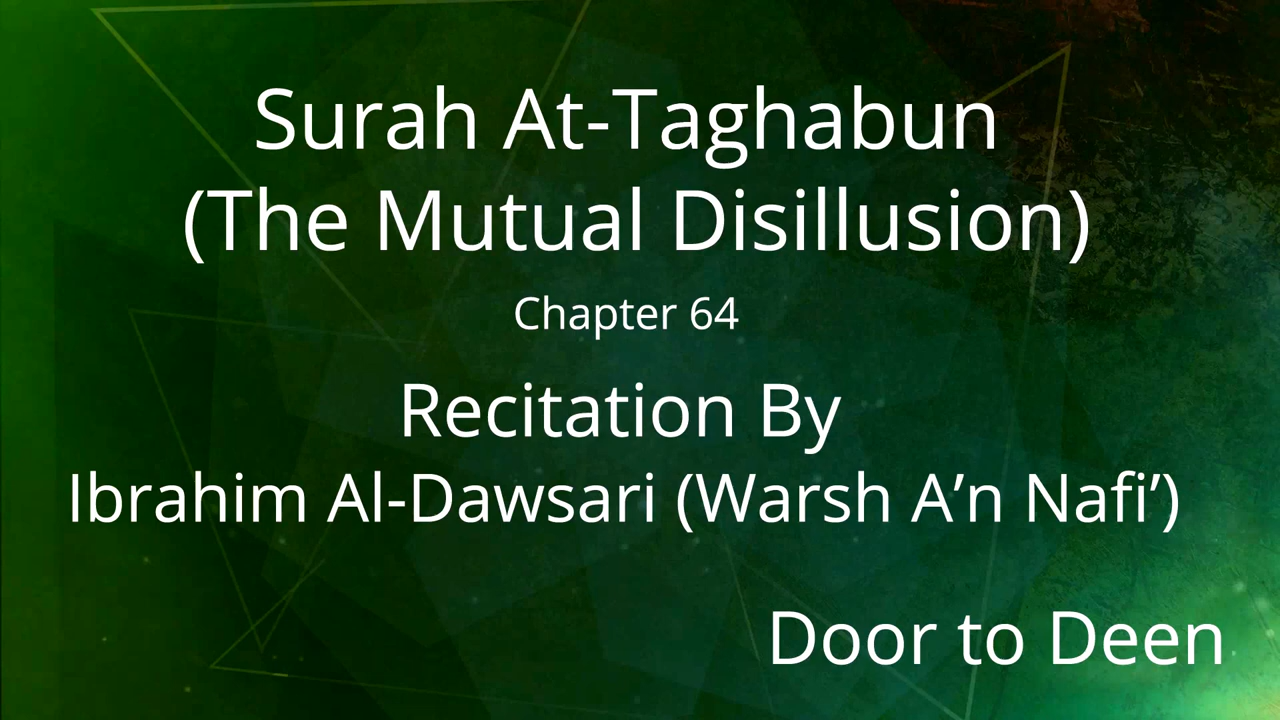 Surah At-Taghabun
(The Mutual Disillusion)
Chapter 64
Recitation By
Ibrahim Al-Dawsari (Warsh A’n Nafi’)
Door to Deen